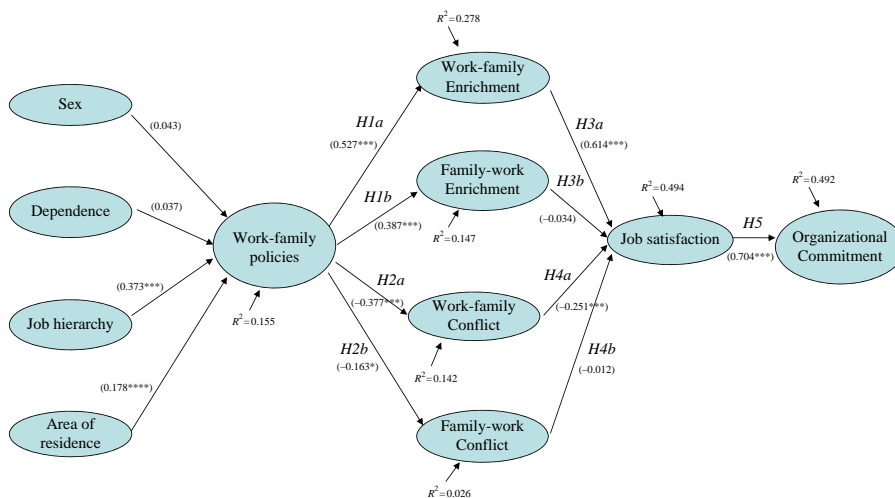 R²=0.278
Work-family
Enrichment
Sex
(0.043)
H1a
(0.527***)
H3a
(0.614***)
Family-work
Enrichment
H3b
(−0.034)
R²=0.494
R²=0.492
Dependence
(0.037)
H1b
(0.387***)
R²=0.147
Work-family
policies
Job satisfaction
H5
(0.704***)
Organizational
Commitment
(0.373***)
H2a
(−0.377***)
H4a
(−0.251***)
Job hierarchy
R²=0.155
Work-family
Conflict
H2b
(−0.163*)
R²=0.142
H4b
(−0.012)
(0.178****)
Area of
residence
Family-work
Conflict
R²=0.026